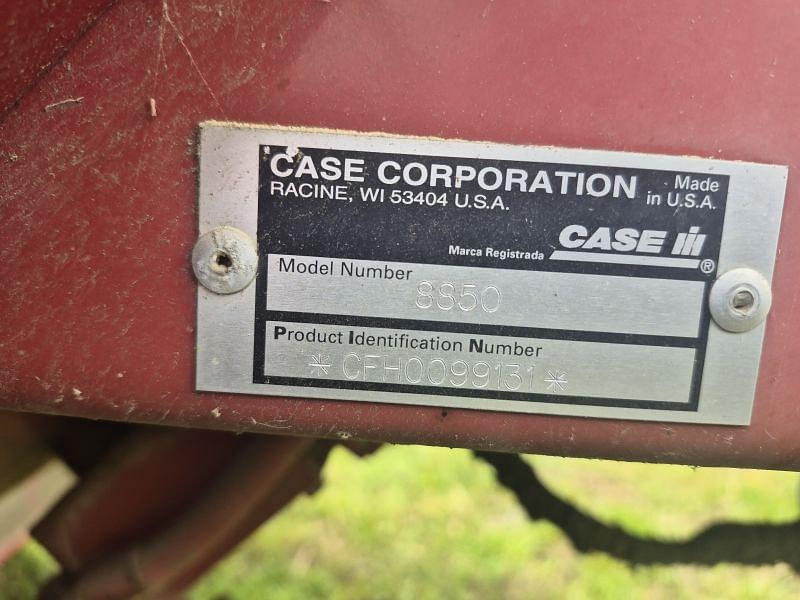 CASE CORPORATION
Made in U.S.A.
RACINE, WI 53404 U.S.A.
Marca Registrada
CASE IH ®
Model Number
8850
Product Identification Number
*CFH0099131*